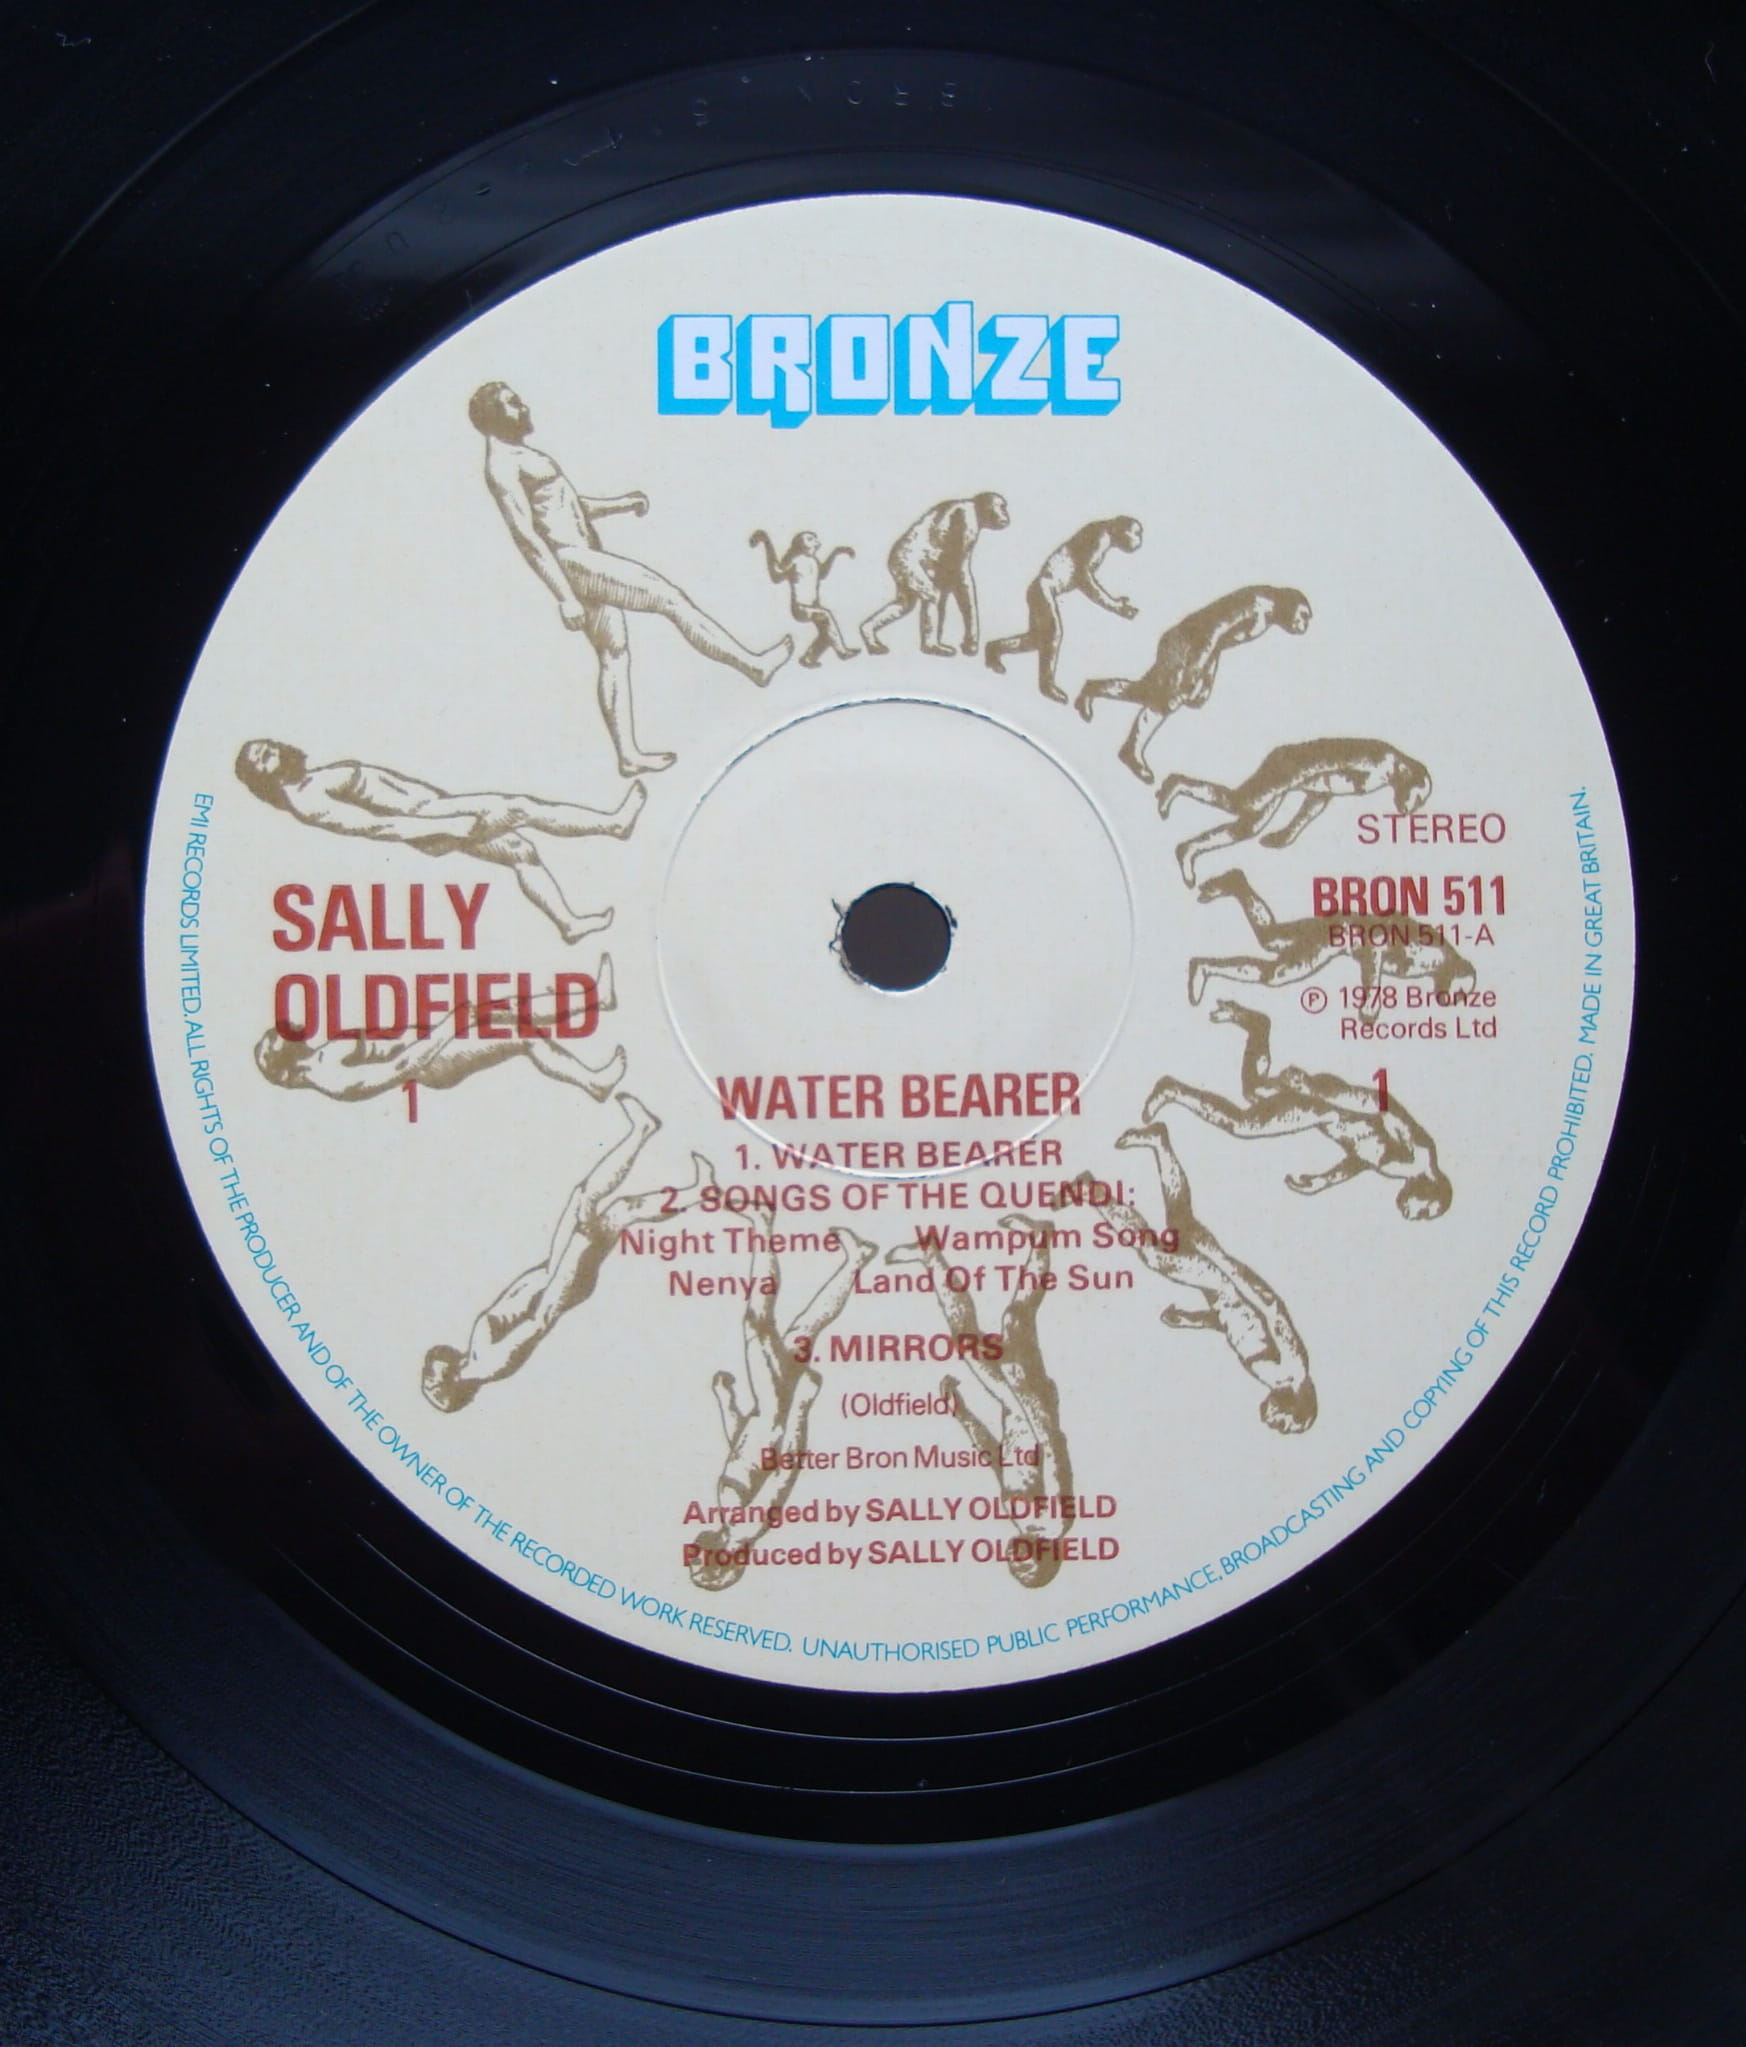 BRONZE
STEREO
SALLY
OLDFIELD
1
BRON 511
BRON 511-A
℗ 1978 Bronze
Records Ltd
1
WATER BEARER
1. WATER BEARER
2. SONGS OF THE QUENDI:
Night Theme Wampum Song
Nenya Land Of The Sun
3. MIRRORS
(Oldfield)
Better Bron Music Ltd
Arranged by SALLY OLDFIELD
Produced by SALLY OLDFIELD
EMI RECORDS LIMITED. ALL RIGHTS OF THE PRODUCER AND OF THE OWNER OF THE RECORDED WORK RESERVED. UNAUTHORISED PUBLIC PERFORMANCE, BROADCASTING AND COPYING OF THIS RECORD PROHIBITED. MADE IN GREAT BRITAIN.